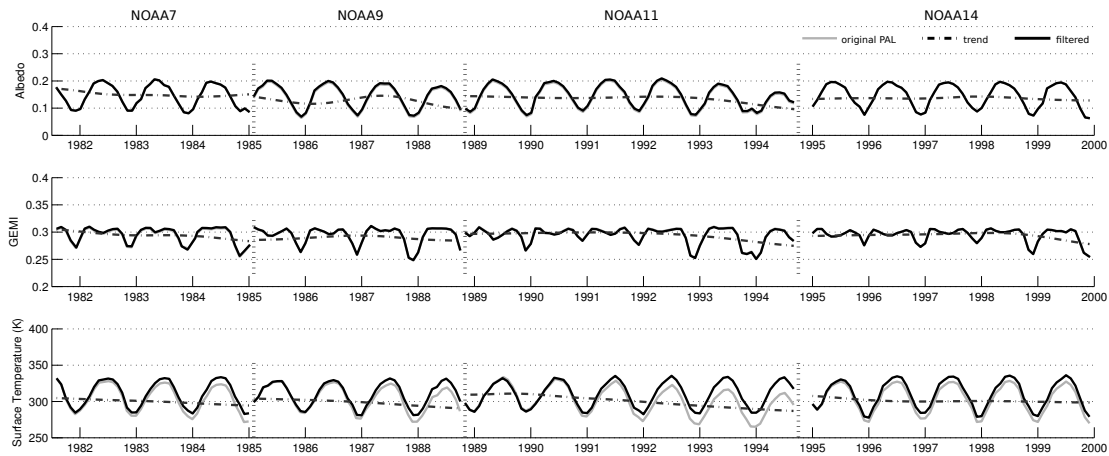 NOAA7 NOAA9 NOAA11 NOAA14
original PAL trend filtered
Albedo
0.4
0.3
0.2
0.1
0
1982 1983 1984 1985 1986 1987 1988 1989 1990 1991 1992 1993 1994 1995 1996 1997 1998 1999 2000
GEMI
0.4
0.35
0.3
0.25
0.2
1982 1983 1984 1985 1986 1987 1988 1989 1990 1991 1992 1993 1994 1995 1996 1997 1998 1999 2000
Surface Temperature (K)
400
350
300
250
1982 1983 1984 1985 1986 1987 1988 1989 1990 1991 1992 1993 1994 1995 1996 1997 1998 1999 2000